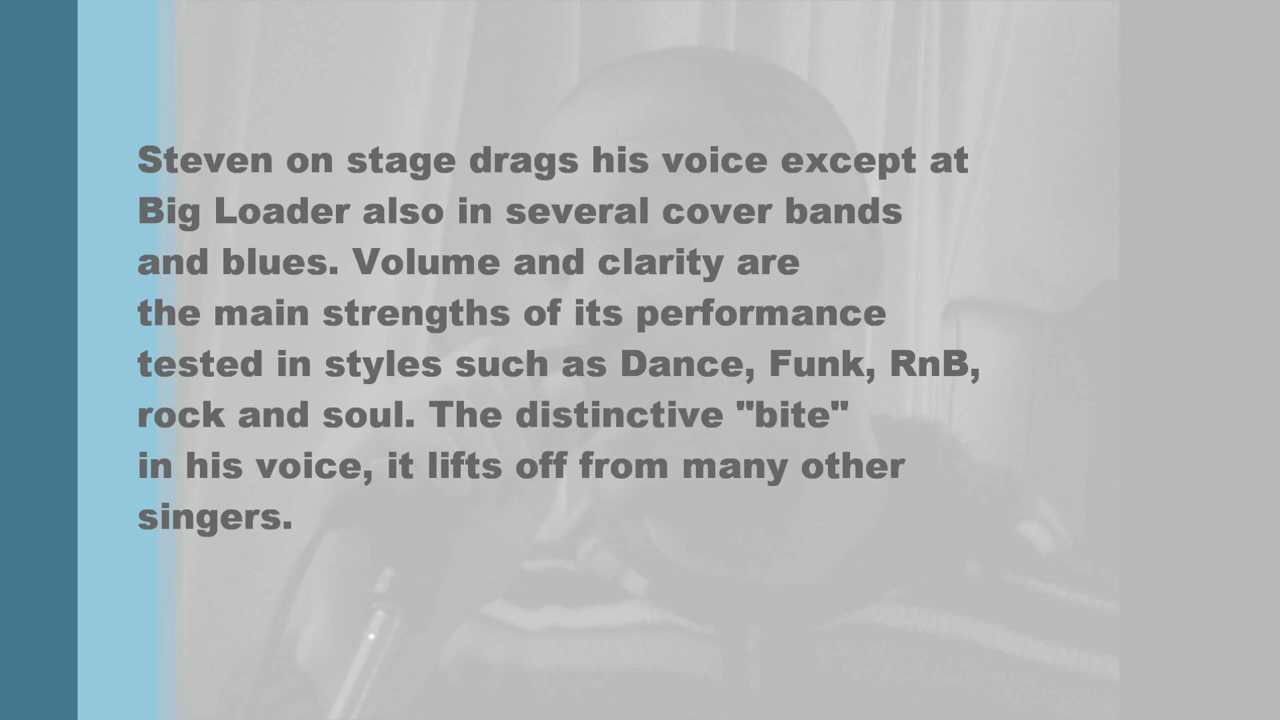 Steven on stage drags his voice except at
Big Loader also in several cover bands
and blues. Volume and clarity are
the main strengths of its performance
tested in styles such as Dance, Funk, RnB,
rock and soul. The distinctive "bite"
in his voice, it lifts off from many other
singers.